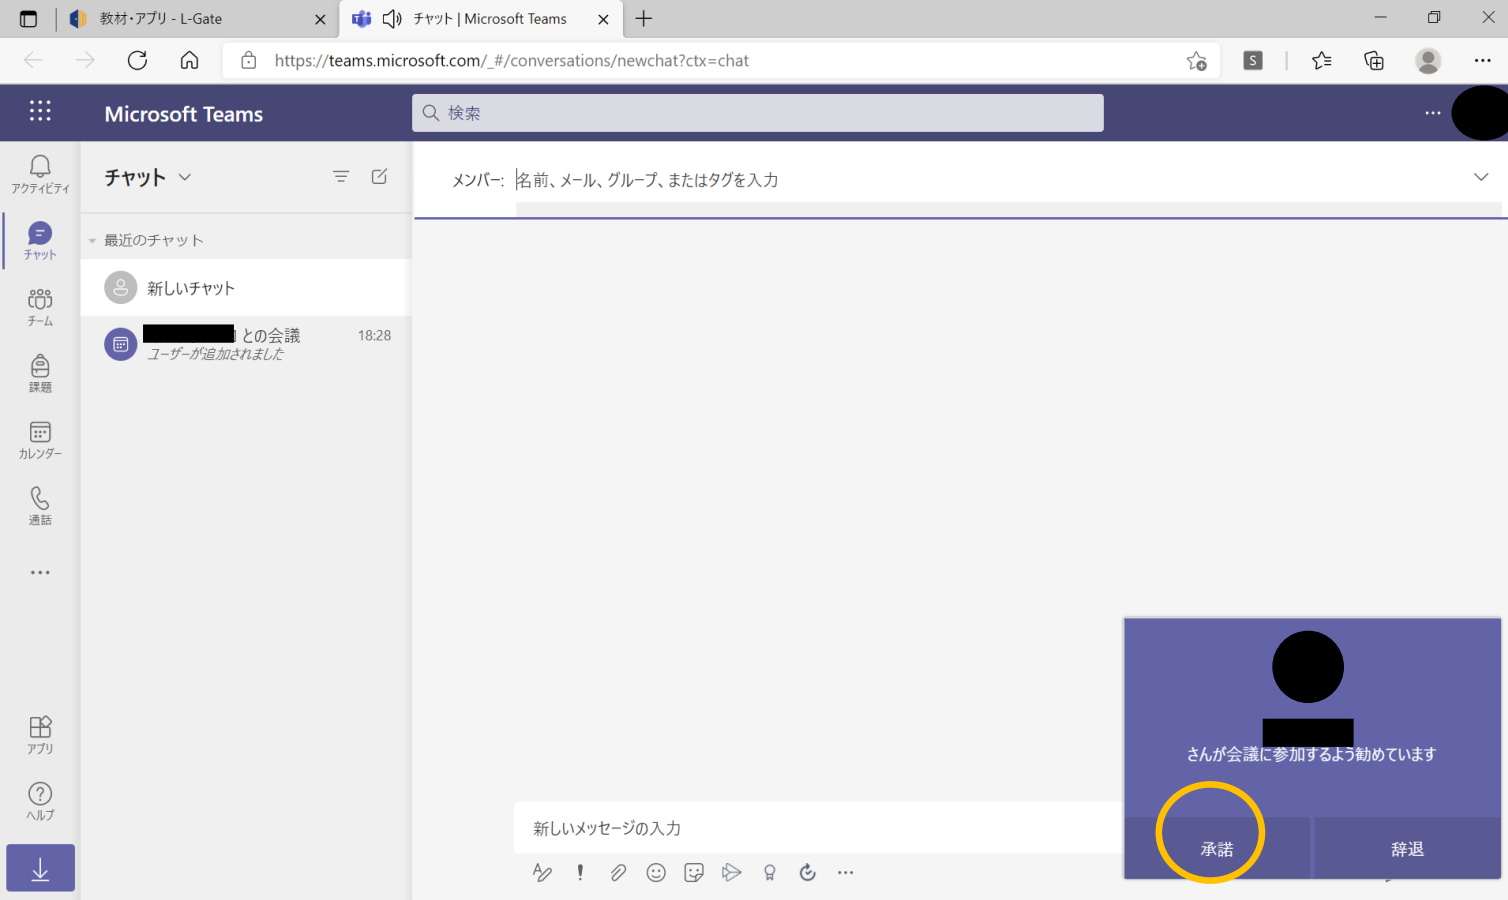 教材・アプリ - L-Gate
チャット | Microsoft Teams
https://teams.microsoft.com/_#/conversations/newchat?ctx=chat
S
Microsoft Teams
検索
アクティビティ
チャット
チーム
課題
カレンダー
通話
アプリ
ヘルプ
チャット
最近のチャット
新しいチャット
との会議 18:28
ユーザーが追加されました
メンバー: 名前、メール、グループ、またはタグを入力
さんが会議に参加するよう勧めています
承諾 辞退
新しいメッセージの入力